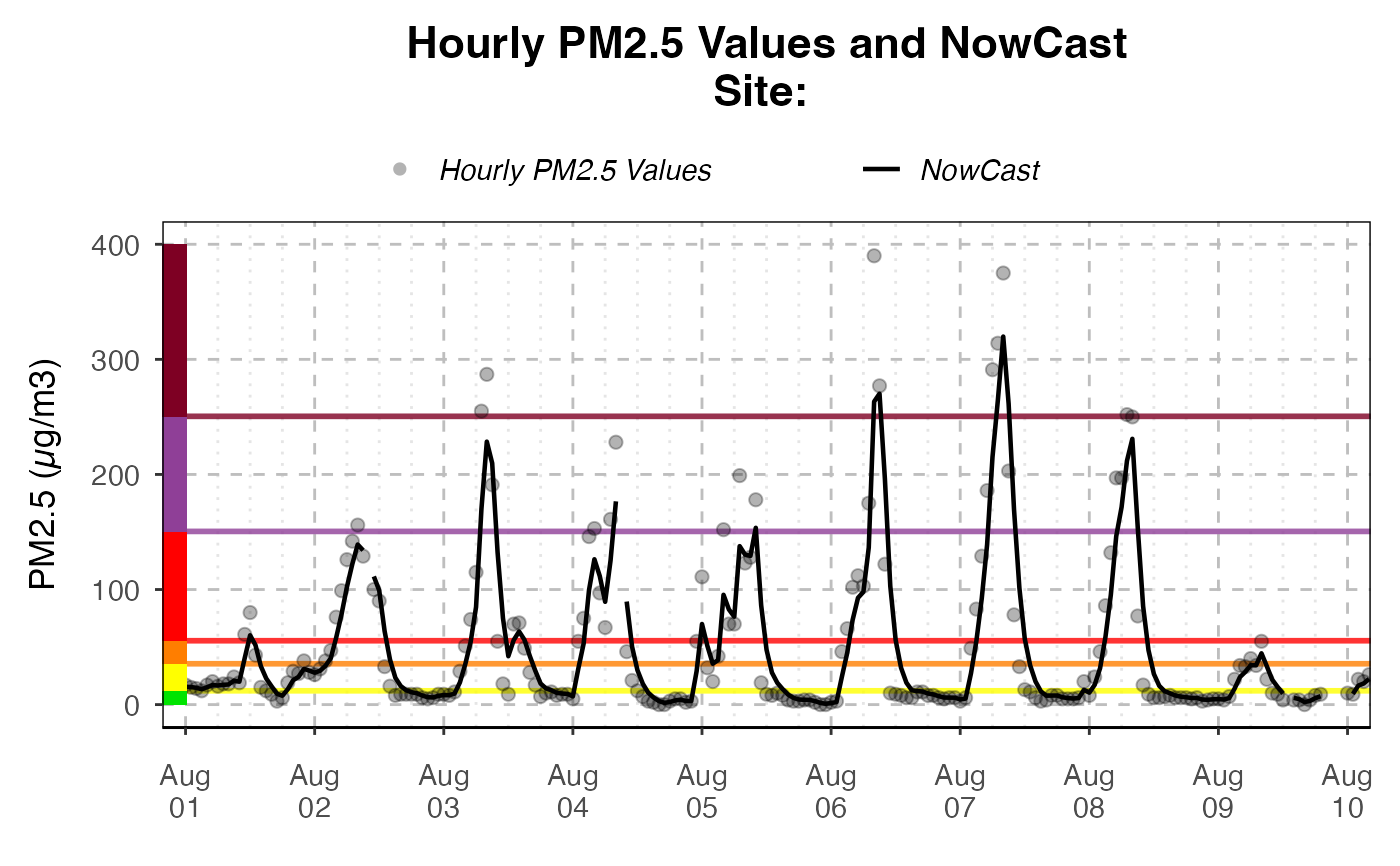 Hourly PM2.5 Values and NowCast
Site:
Hourly PM2.5 Values NowCast
PM2.5 (µg/m3)
400
300
200
100
0
Aug Aug Aug Aug Aug Aug Aug Aug Aug Aug
01 02 03 04 05 06 07 08 09 10